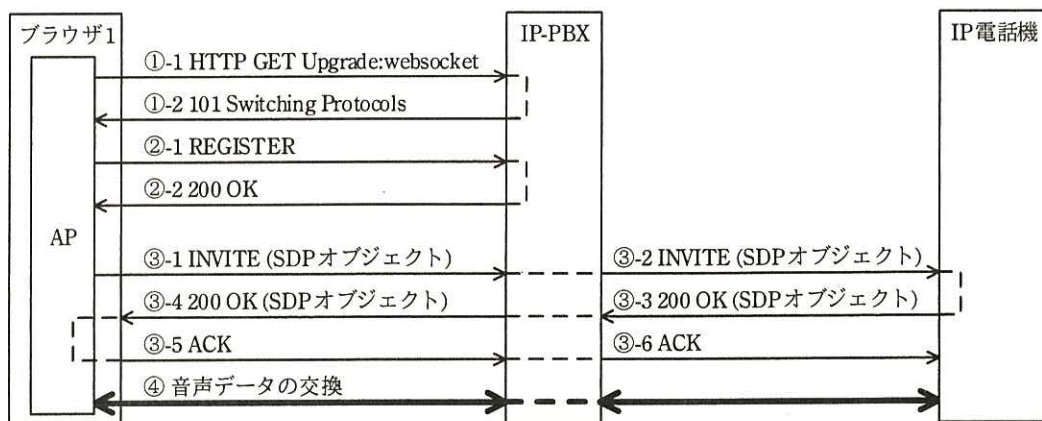 ブラウザ1
IP-PBX
IP電話機
①-1 HTTP GET Upgrade:websocket
①-2 101 Switching Protocols
②-1 REGISTER
②-2 200 OK
AP
③-1 INVITE (SDPオブジェクト)
③-2 INVITE (SDPオブジェクト)
③-4 200 OK (SDPオブジェクト)
③-3 200 OK (SDPオブジェクト)
③-5 ACK
③-6 ACK
④ 音声データの交換